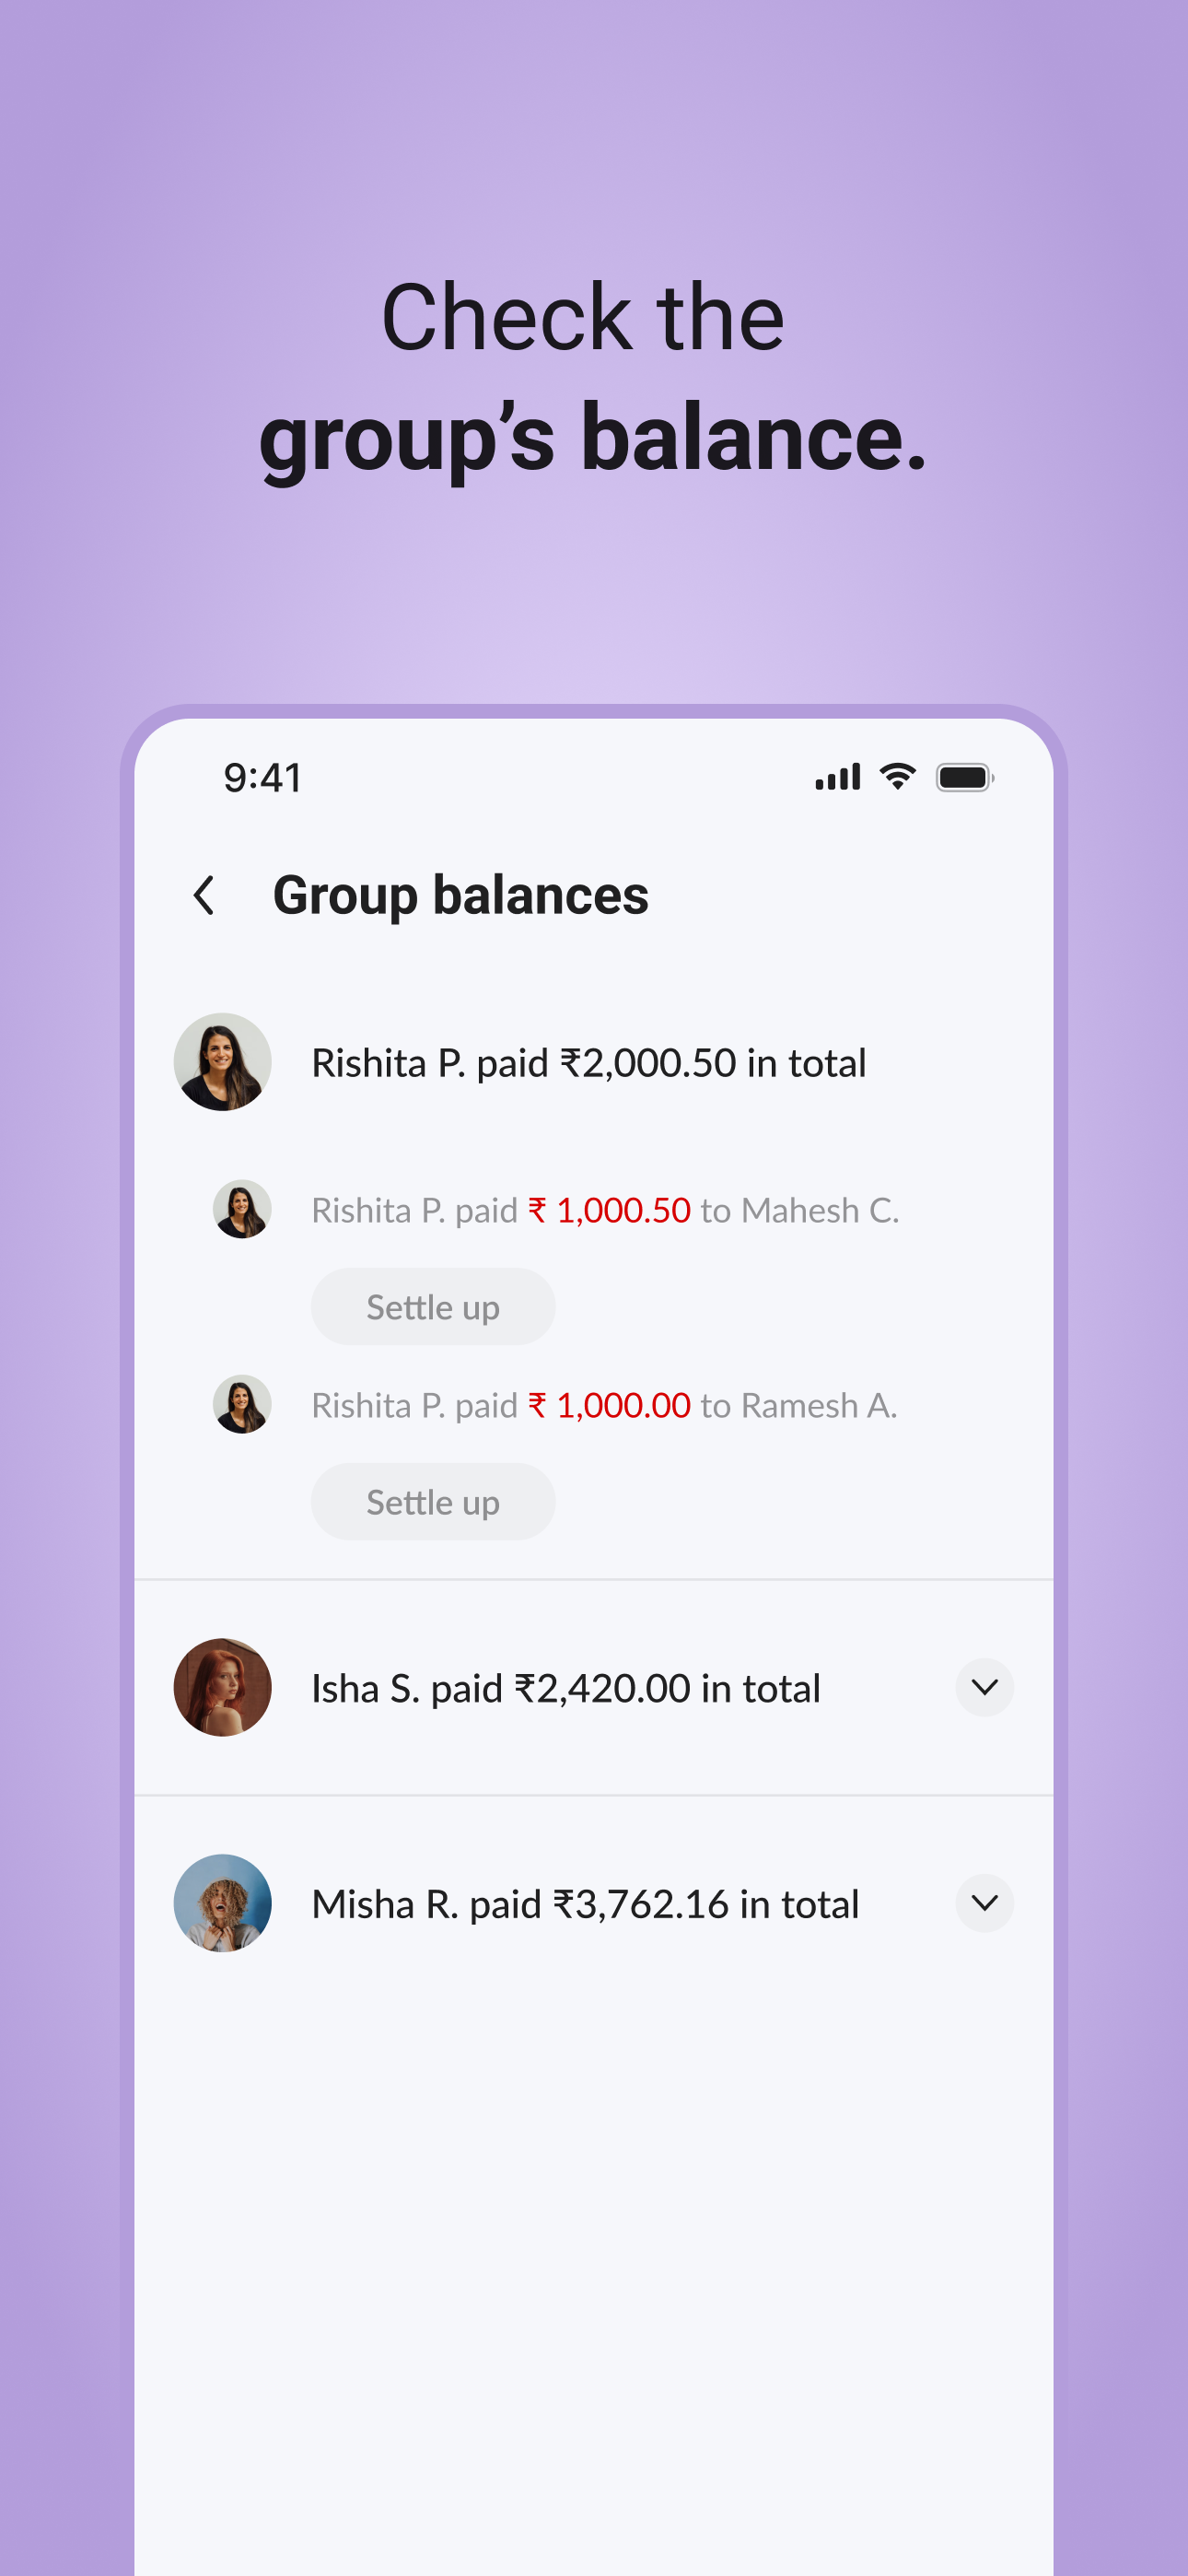 Check the
group’s balance.
9:41
Group balances
Rishita P. paid ₹2,000.50 in total
Rishita P. paid ₹ 1,000.50 to Mahesh C.
Settle up
Rishita P. paid ₹ 1,000.00 to Ramesh A.
Settle up
Isha S. paid ₹2,420.00 in total
Misha R. paid ₹3,762.16 in total